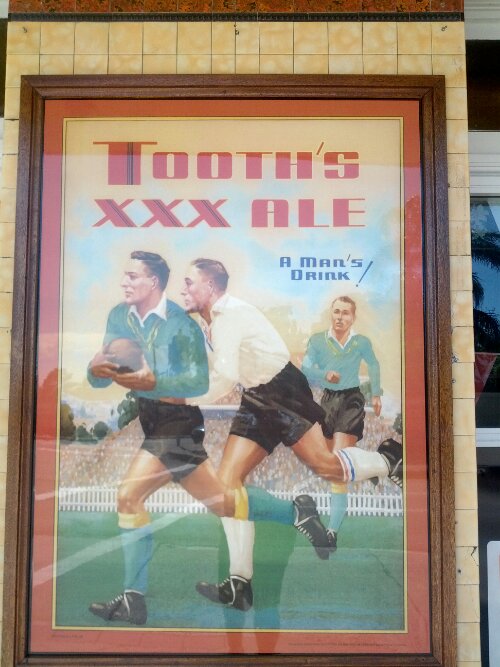 TOOTH'S
XXX ALE
A MAN'S
DRINK!